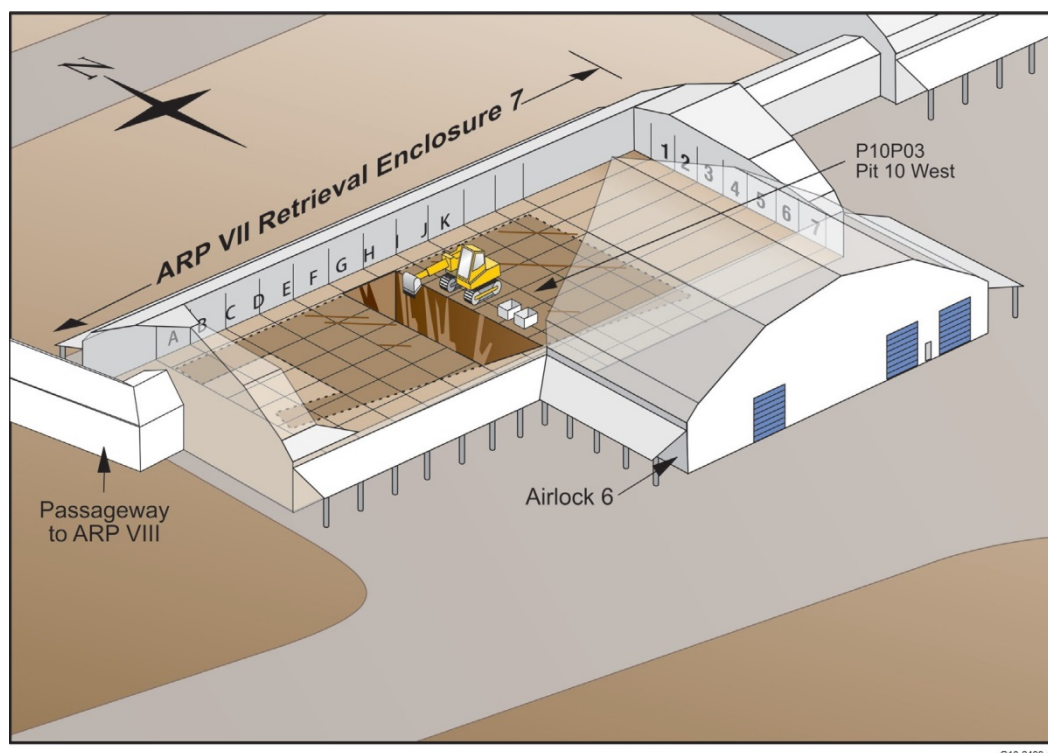 N
ARP VII Retrieval Enclosure 7
A
B
C
D
E
F
G
H
I
J
K
1
2
3
4
5
6
7
P10P03
Pit 10 West
Airlock 6
Passageway
to ARP VIII